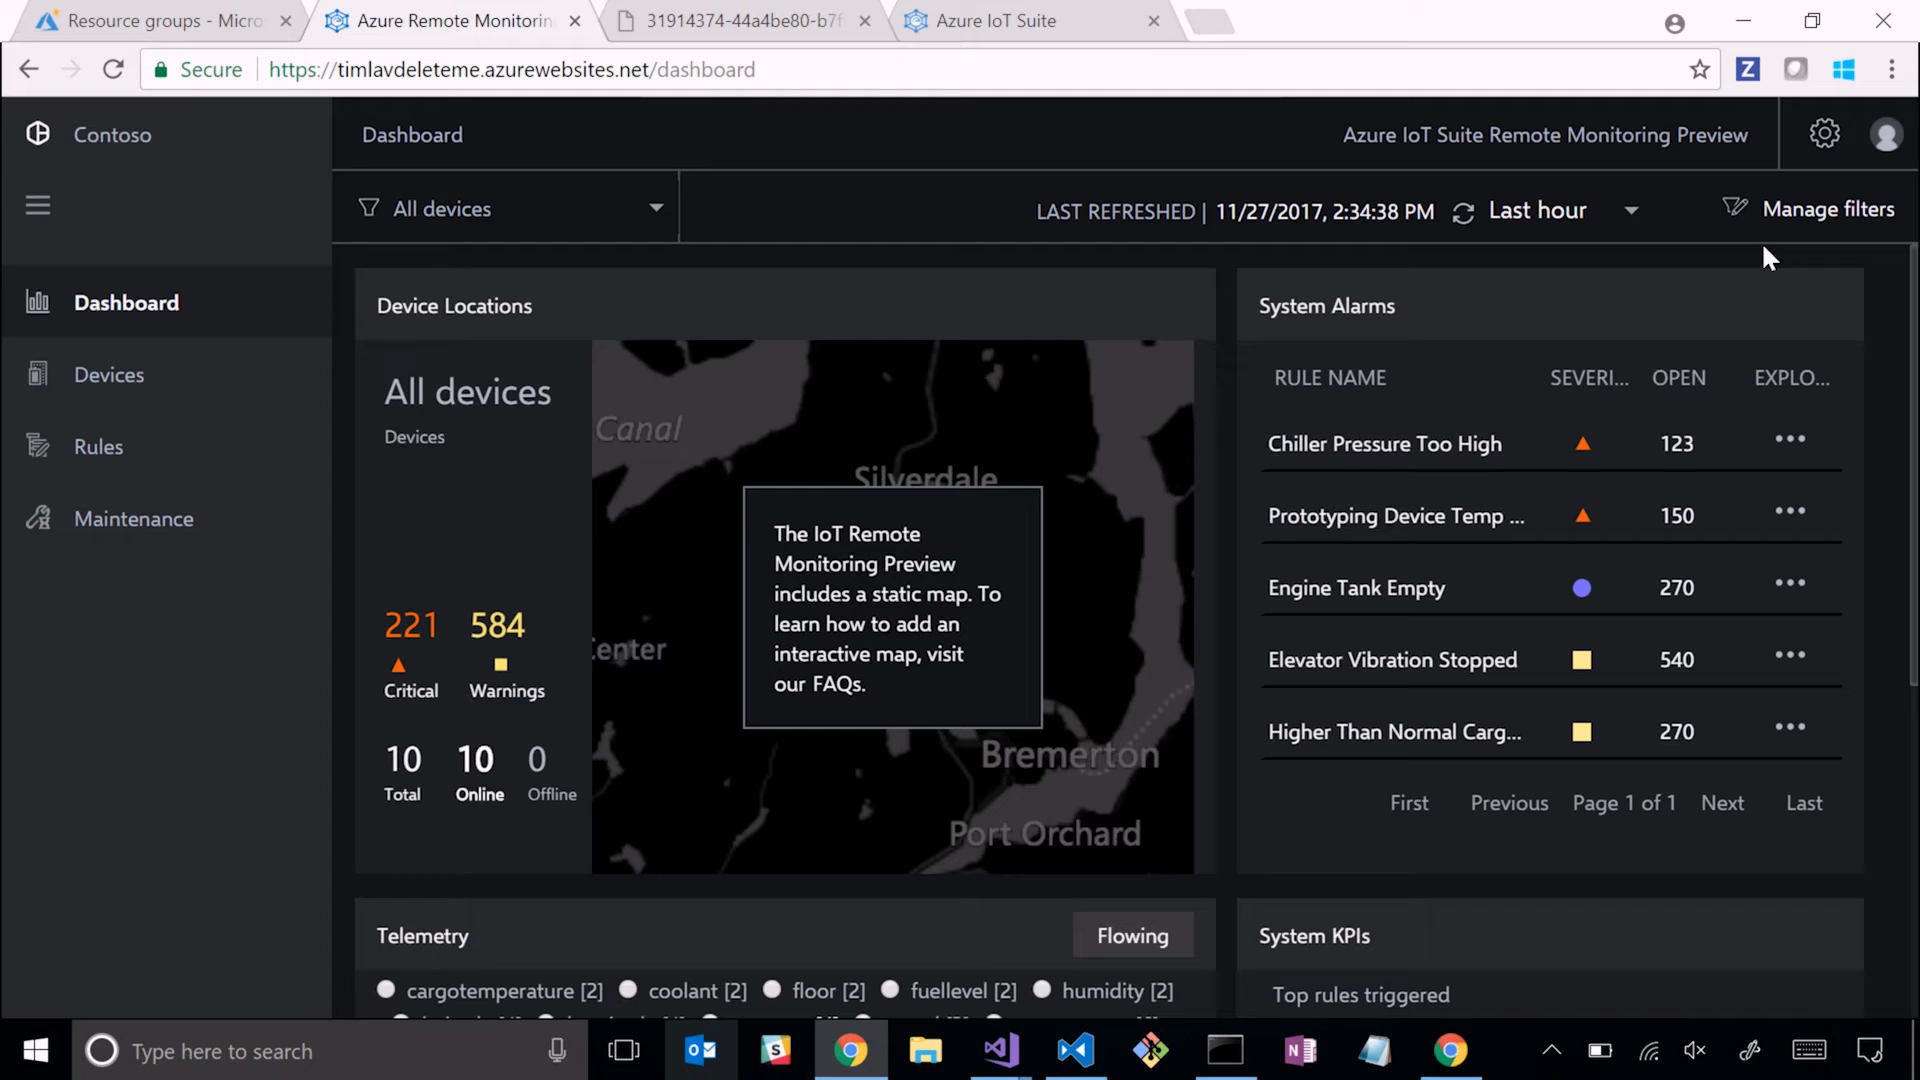 Resource groups - Micro
Azure Remote Monitorin
31914374-44a4be80-b7f
Azure IoT Suite
Secure
https://timlavdeleteme.azurewebsites.net/dashboard
Contoso
Dashboard
Azure IoT Suite Remote Monitoring Preview
All devices
LAST REFRESHED | 11/27/2017, 2:34:38 PM
Last hour
Manage filters
Dashboard
Devices
Rules
Maintenance
Device Locations
All devices
Devices
221
584
Critical
Warnings
10
10
0
Total
Online
Offline
Canal
Silverdale
Center
Bremerton
Port Orchard
The IoT Remote
Monitoring Preview
includes a static map. To
learn how to add an
interactive map, visit
our FAQs.
System Alarms
RULE NAME
SEVERI...
OPEN
EXPLO...
Chiller Pressure Too High
123
Prototyping Device Temp ...
150
Engine Tank Empty
270
Elevator Vibration Stopped
540
Higher Than Normal Carg...
270
First
Previous
Page 1 of 1
Next
Last
Telemetry
Flowing
cargotemperature [2]
coolant [2]
floor [2]
fuellevel [2]
humidity [2]
System KPIs
Top rules triggered
Type here to search